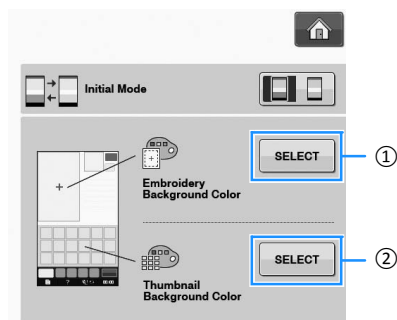 Initial Mode
SELECT
①
Embroidery
Background Color
SELECT
②
Thumbnail
Background Color